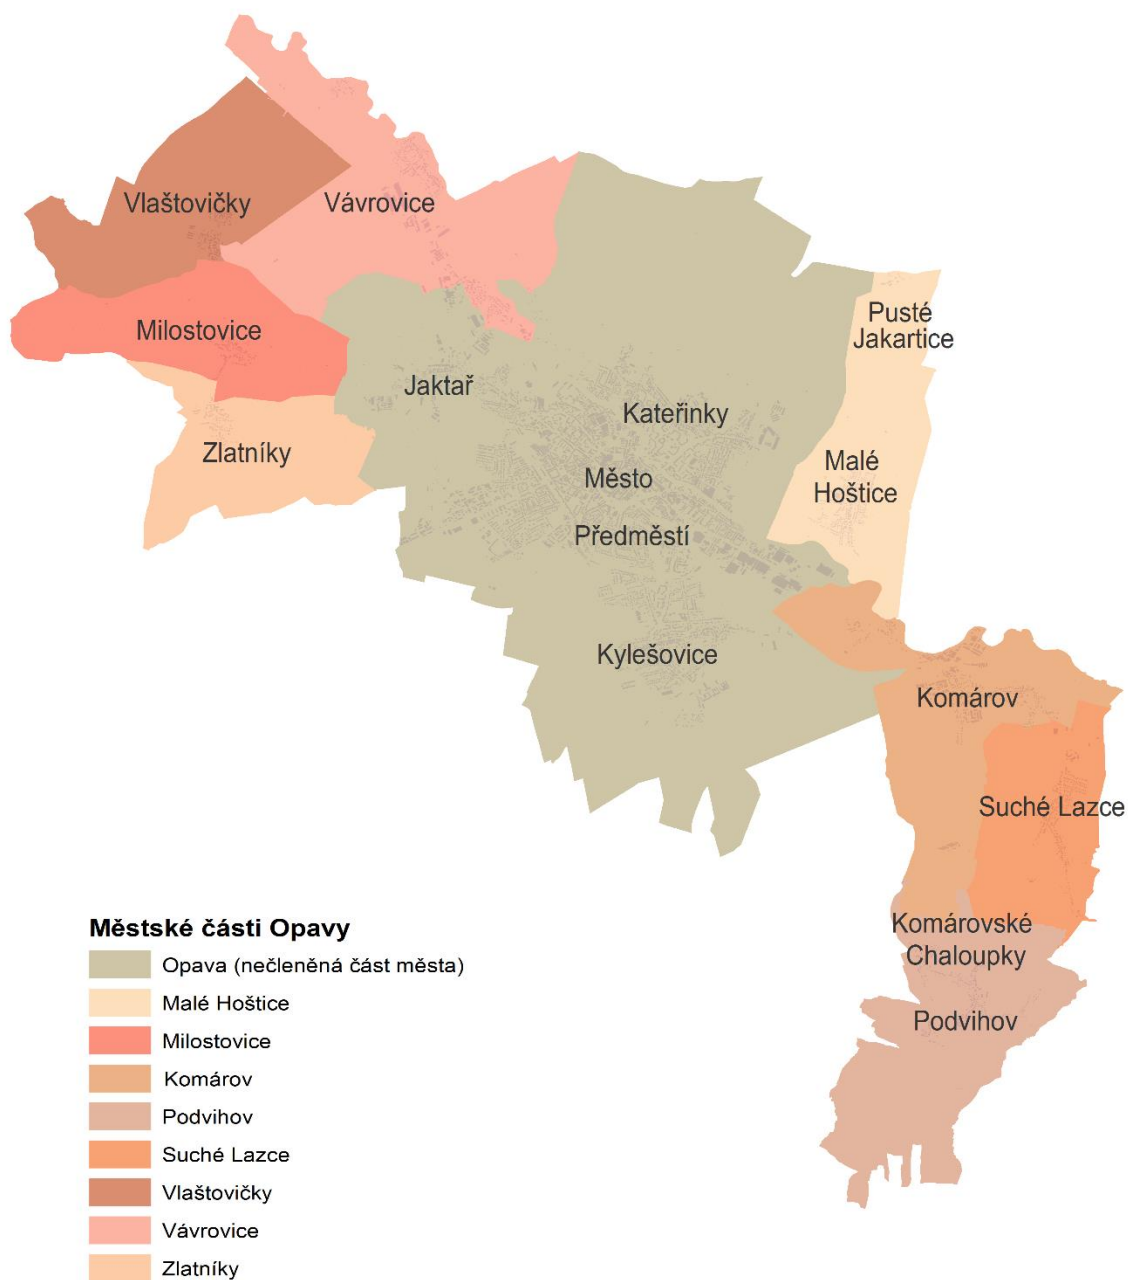 Vlaštovičky
Vávrovice
Milostovice
Pusté
Jakartice
Jaktař
Kateřinky
Zlatníky
Malé
Hoštice
Město
Předměstí
Kylešovice
Komárov
Suché Lazce
Komárovské
Chaloupky
Podvihov
Městské části Opavy
Opava (nečleněná část města)
Malé Hoštice
Milostovice
Komárov
Podvihov
Suché Lazce
Vlaštovičky
Vávrovice
Zlatníky